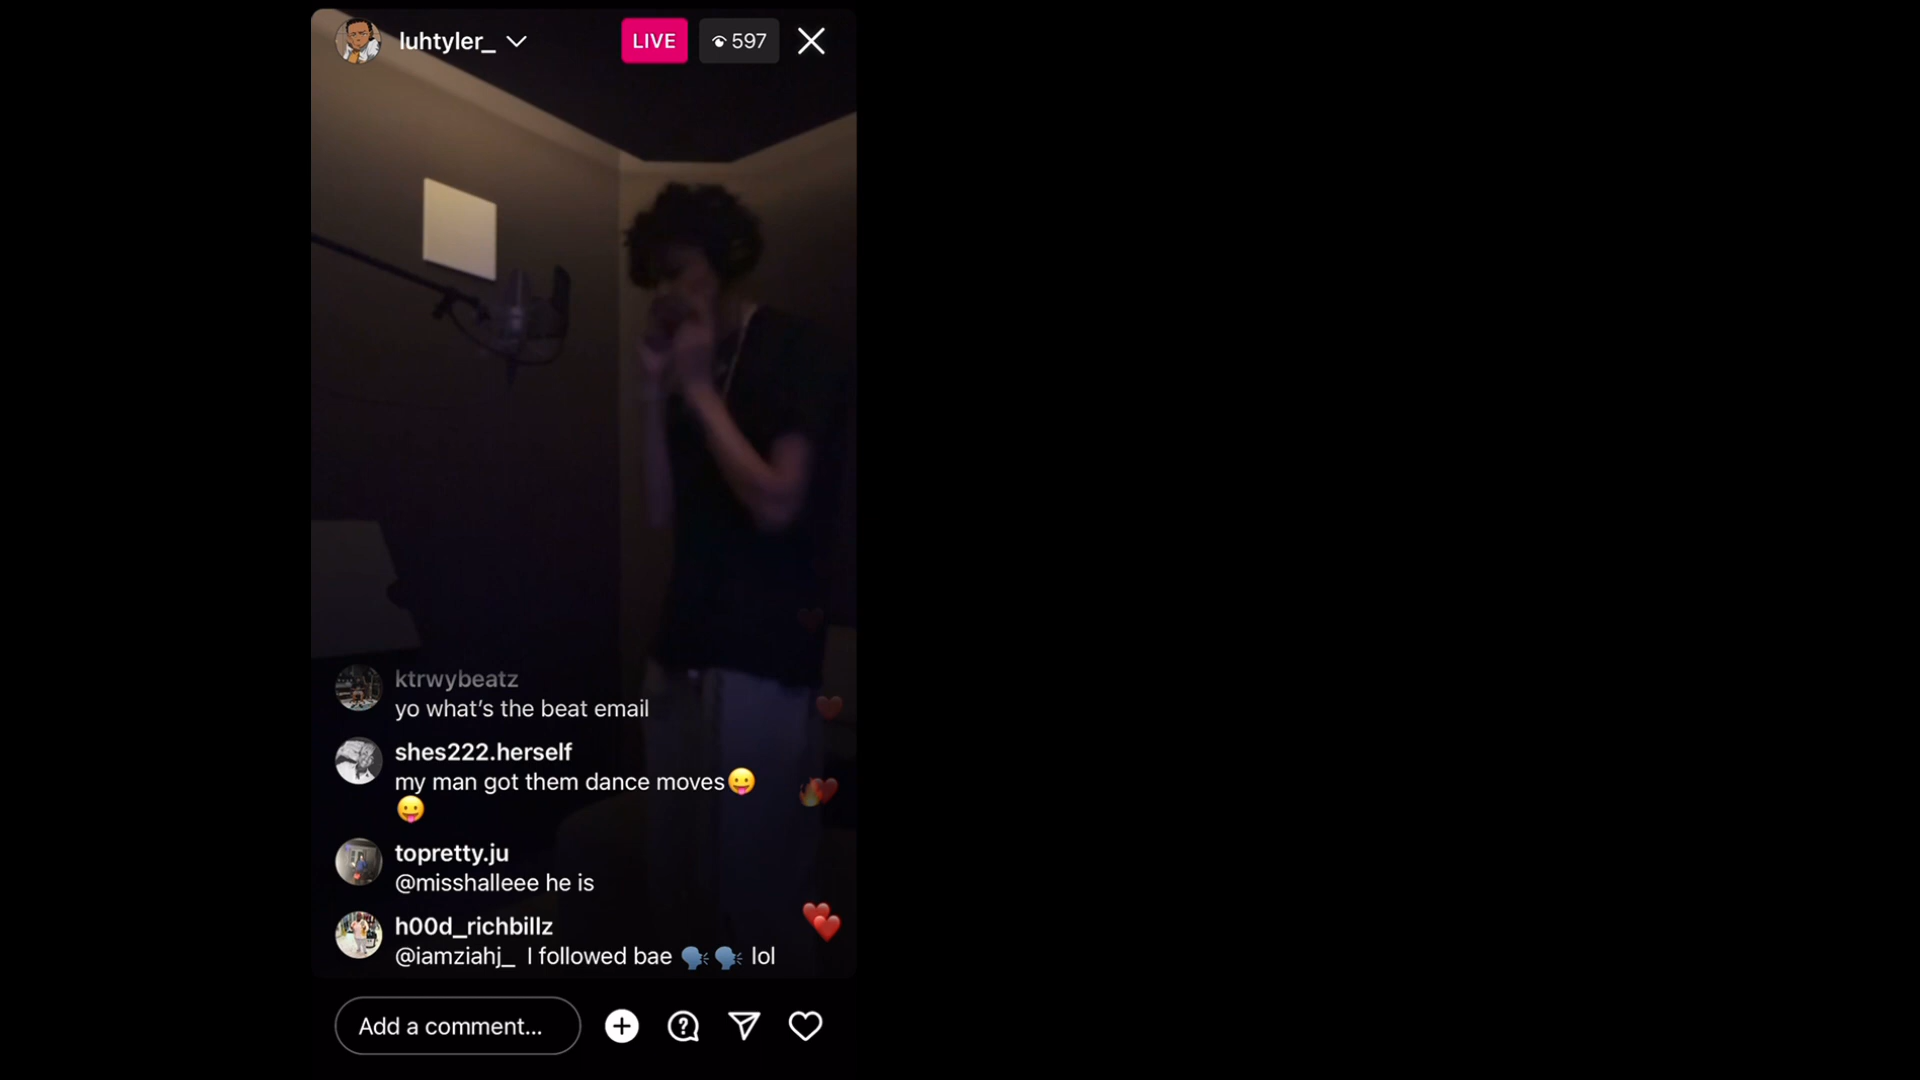 luhtyler_
LIVE
597
ktrwybeatz
yo what's the beat email
shes222.herself
my man got them dance moves😛
😛
topretty.ju
@misshalleee he is
h00d_richbillz
@iamziahj_ I followed bae 🗣️🗣️ lol
Add a comment...